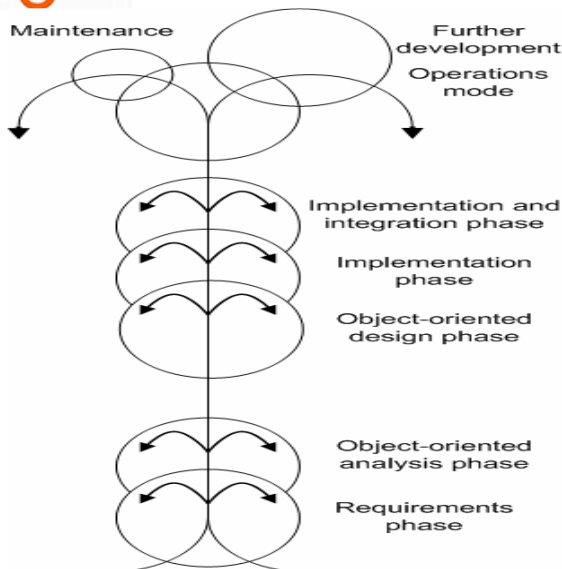 Maintenance
Further
development
Operations
mode
Implementation and
integration phase
Implementation
phase
Object-oriented
design phase
Object-oriented
analysis phase
Requirements
phase